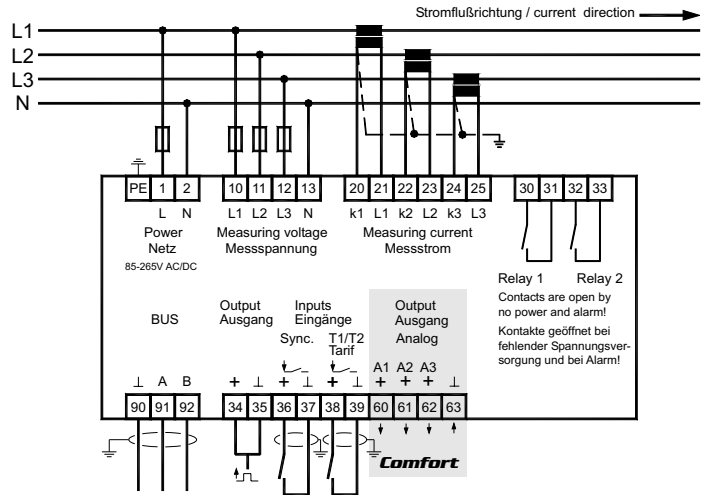 Stromflußrichtung / current direction
L1
L2
L3
N
PE 1 2 10 11 12 13 20 21 22 23 24 25 30 31 32 33
L N L1 L2 L3 N k1 L1 k2 L2 k3 L3
Power
Netz
85-265V AC/DC
Measuring voltage
Messspannung
Measuring current
Messstrom
Relay 1 Relay 2
Contacts are open by
no power and alarm!
Kontakte geöffnet bei
fehlender Spannungsver-
sorgung und bei Alarm!
BUS
Output
Ausgang
Inputs
Eingänge
Sync. T1/T2
Tarif
Output
Ausgang
Analog
A1 A2 A3
⊥ A B + ⊥ + ⊥ + ⊥ + + + ⊥
90 91 92 34 35 36 37 38 39 60 61 62 63
Comfort